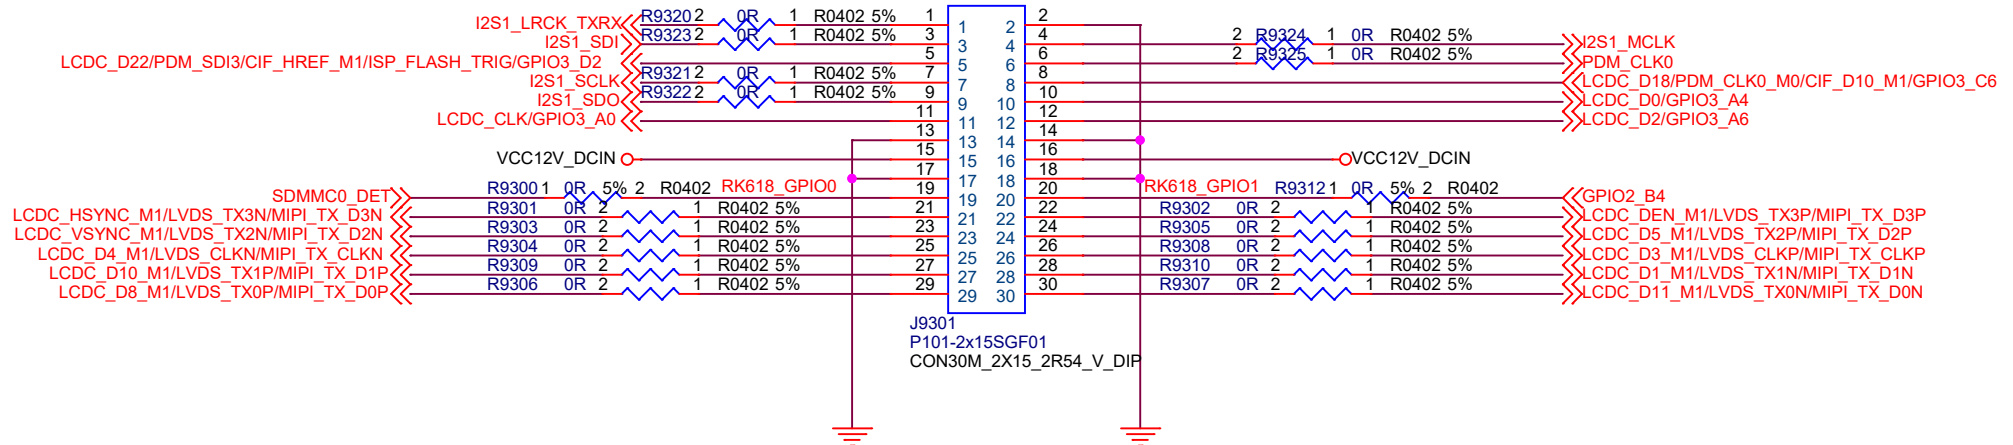 I2S1_LRCK_TXRX R9320 2 0R 1 R0402 5% 1 1 2 2
I2S1_SDI R9323 2 0R 1 R0402 5% 3 3 4 4 2 R9324 1 0R R0402 5% I2S1_MCLK
LCDC_D22/PDM_SDI3/CIF_HREF_M1/ISP_FLASH_TRIG/GPIO3_D2 5 5 6 6 2 R9325 1 0R R0402 5% PDM_CLK0
I2S1_SCLK R9321 2 0R 1 R0402 5% 7 7 8 8 LCDC_D18/PDM_CLK0_M0/CIF_D10_M1/GPIO3_C6
I2S1_SDO R9322 2 0R 1 R0402 5% 9 9 10 10 LCDC_D0/GPIO3_A4
LCDC_CLK/GPIO3_A0 11 11 12 12 LCDC_D2/GPIO3_A6
13 13 14 14
VCC12V_DCIN 15 15 16 16 VCC12V_DCIN
17 17 18 18
SDMMC0_DET R9300 1 0R 5% 2 R0402 RK618_GPIO0 19 19 20 20 RK618_GPIO1 R9312 1 0R 5% 2 R0402 GPIO2_B4
LCDC_HSYNC_M1/LVDS_TX3N/MIPI_TX_D3N R9301 0R 2 1 R0402 5% 21 21 22 22 R9302 0R 2 1 R0402 5% LCDC_DEN_M1/LVDS_TX3P/MIPI_TX_D3P
LCDC_VSYNC_M1/LVDS_TX2N/MIPI_TX_D2N R9303 0R 2 1 R0402 5% 23 23 24 24 R9305 0R 2 1 R0402 5% LCDC_D5_M1/LVDS_TX2P/MIPI_TX_D2P
LCDC_D4_M1/LVDS_CLKN/MIPI_TX_CLKN R9304 0R 2 1 R0402 5% 25 25 26 26 R9308 0R 2 1 R0402 5% LCDC_D3_M1/LVDS_CLKP/MIPI_TX_CLKP
LCDC_D10_M1/LVDS_TX1P/MIPI_TX_D1P R9309 0R 2 1 R0402 5% 27 27 28 28 R9310 0R 2 1 R0402 5% LCDC_D1_M1/LVDS_TX1N/MIPI_TX_D1N
LCDC_D8_M1/LVDS_TX0P/MIPI_TX_D0P R9306 0R 2 1 R0402 5% 29 29 30 30 R9307 0R 2 1 R0402 5% LCDC_D11_M1/LVDS_TX0N/MIPI_TX_D0N
J9301
P101-2x15SGF01
CON30M_2X15_2R54_V_DIP